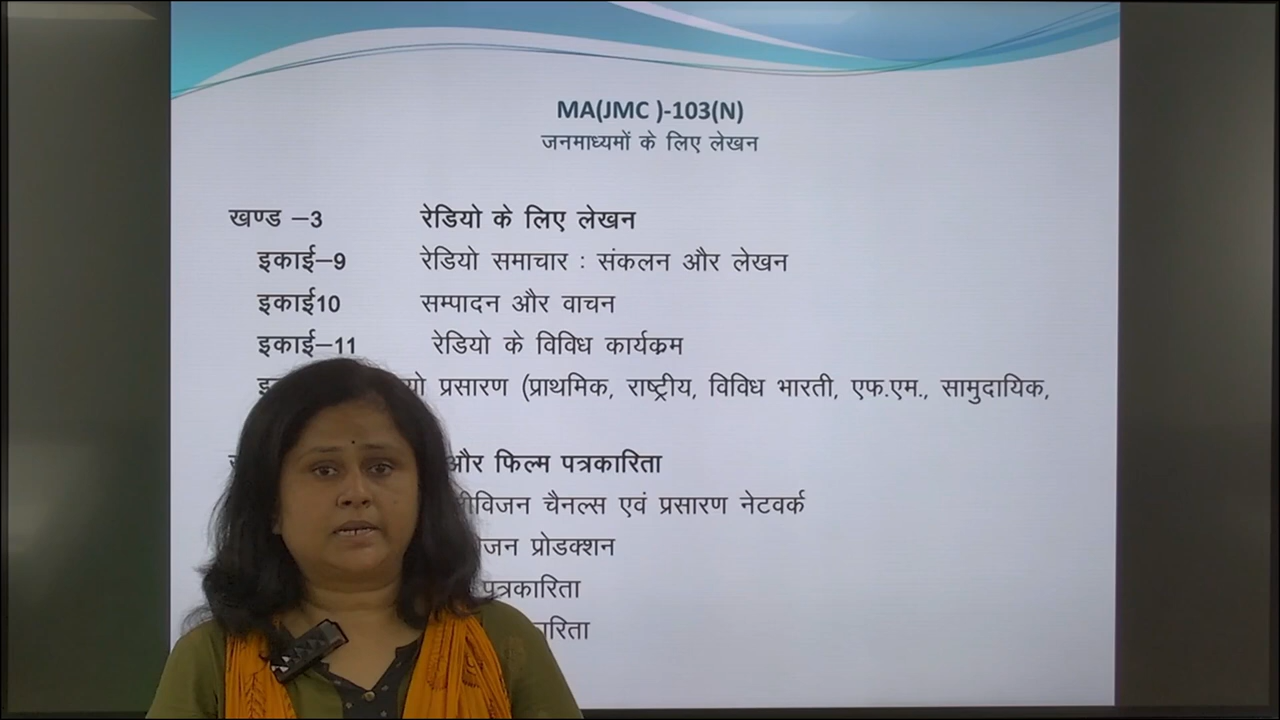 MA(JMC )-103(N)
जनमाध्यमों के लिए लेखन
खण्ड –3 रेडियो के लिए लेखन
इकाई–9 रेडियो समाचार : संकलन और लेखन
इकाई10 सम्पादन और वाचन
इकाई–11 रेडियो के विविध कार्यक्रम
प्रसारण (प्राथमिक, राष्ट्रीय, विविध भारती, एफ.एम., सामुदायिक,
और फिल्म पत्रकारिता
चैनल्स एवं प्रसारण नेटवर्क
प्रोडक्शन
पत्रकारिता